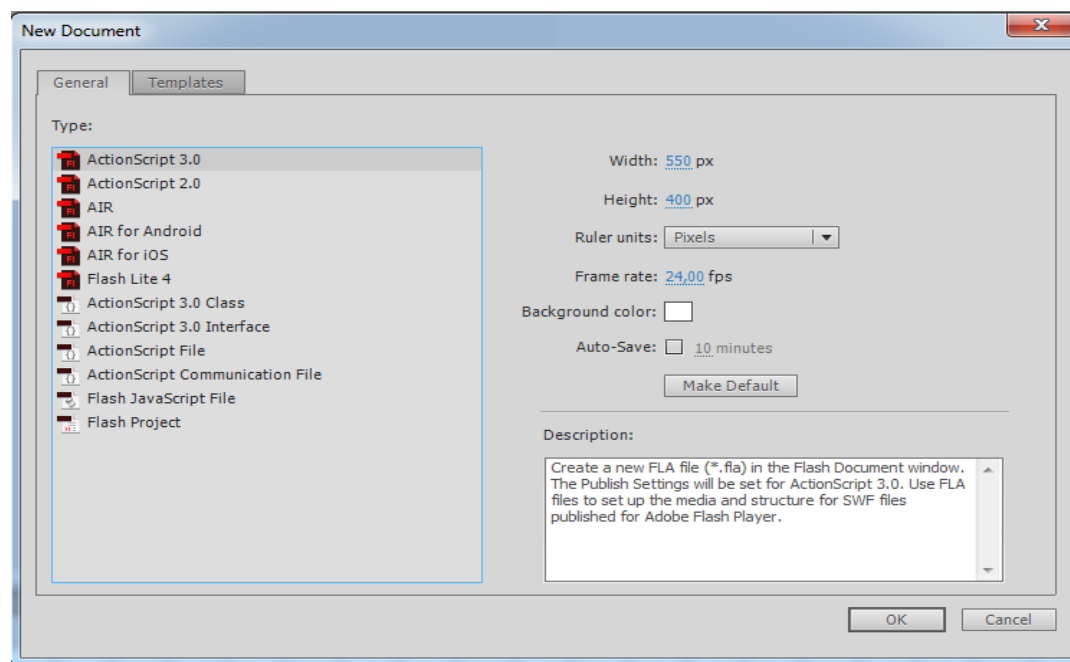 New Document
General
Templates
Type:
ActionScript 3.0
ActionScript 2.0
AIR
AIR for Android
AIR for iOS
Flash Lite 4
ActionScript 3.0 Class
ActionScript 3.0 Interface
ActionScript File
ActionScript Communication File
Flash JavaScript File
Flash Project
Width: 550 px
Height: 400 px
Ruler units: Pixels
Frame rate: 24,00 fps
Background color:
Auto-Save: 10 minutes
Make Default
Description:
Create a new FLA file (*.fla) in the Flash Document window.
The Publish Settings will be set for ActionScript 3.0. Use FLA
files to set up the media and structure for SWF files
published for Adobe Flash Player.
OK
Cancel